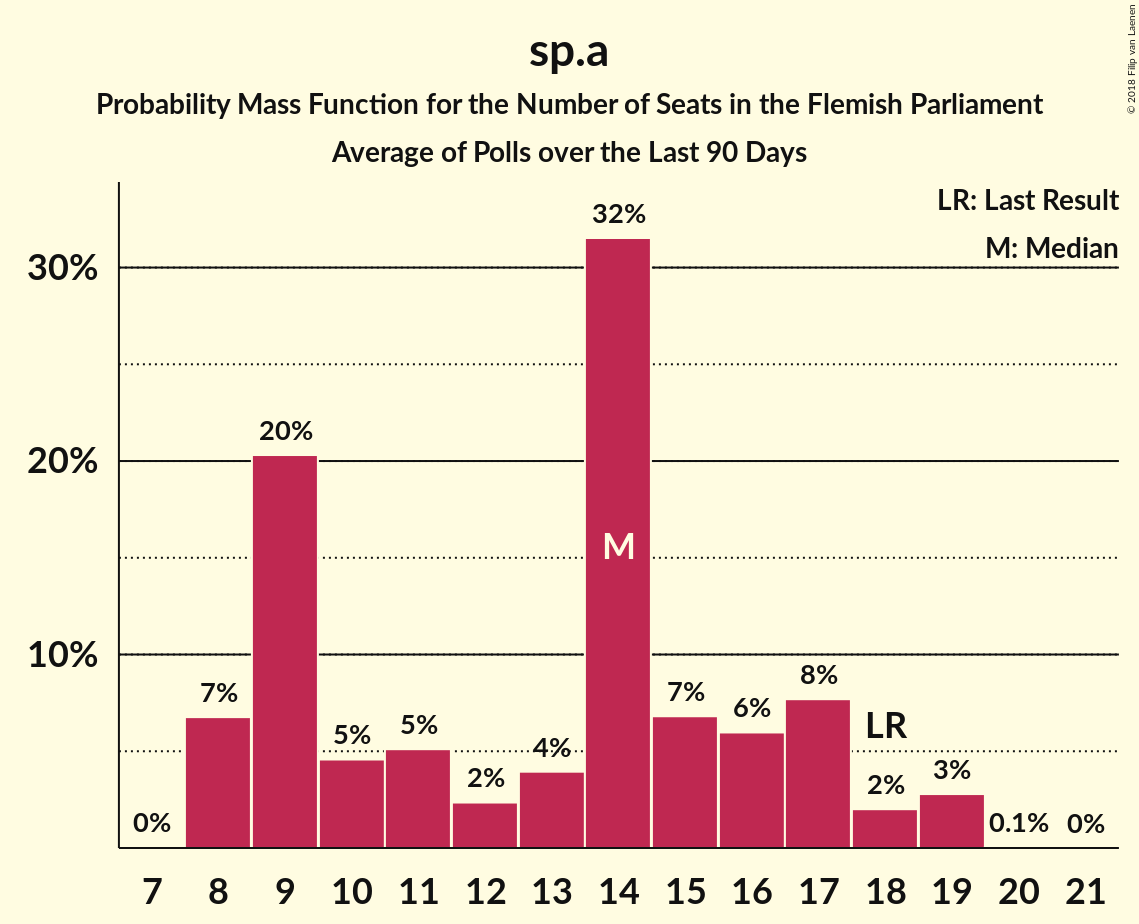 sp.a
Probability Mass Function for the Number of Seats in the Flemish Parliament
Average of Polls over the Last 90 Days
© 2018 Filip van Laenen
LR: Last Result
M: Median
30%
20%
10%
0%
7%
20%
5%
5%
2%
4%
32%
M
7%
6%
8%
LR
2%
3%
0.1%
0%
7 8 9 10 11 12 13 14 15 16 17 18 19 20 21